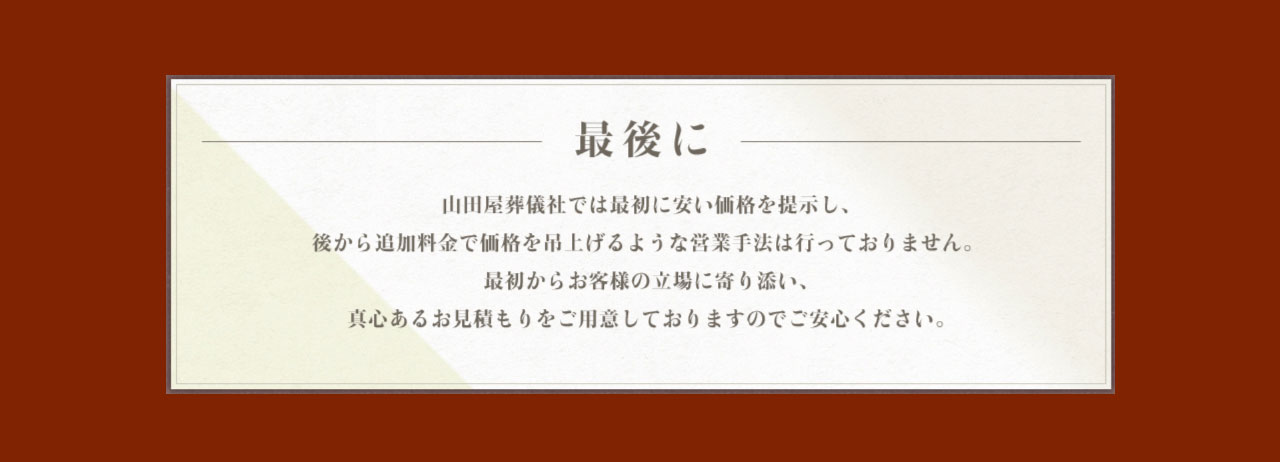 最後に
山田屋葬儀社では最初に安い価格を提示し、
後から追加料金で価格を吊上げるような営業手法は行っておりません。
最初からお客様の立場に寄り添い、
真心あるお見積もりをご用意しておりますのでご安心ください。